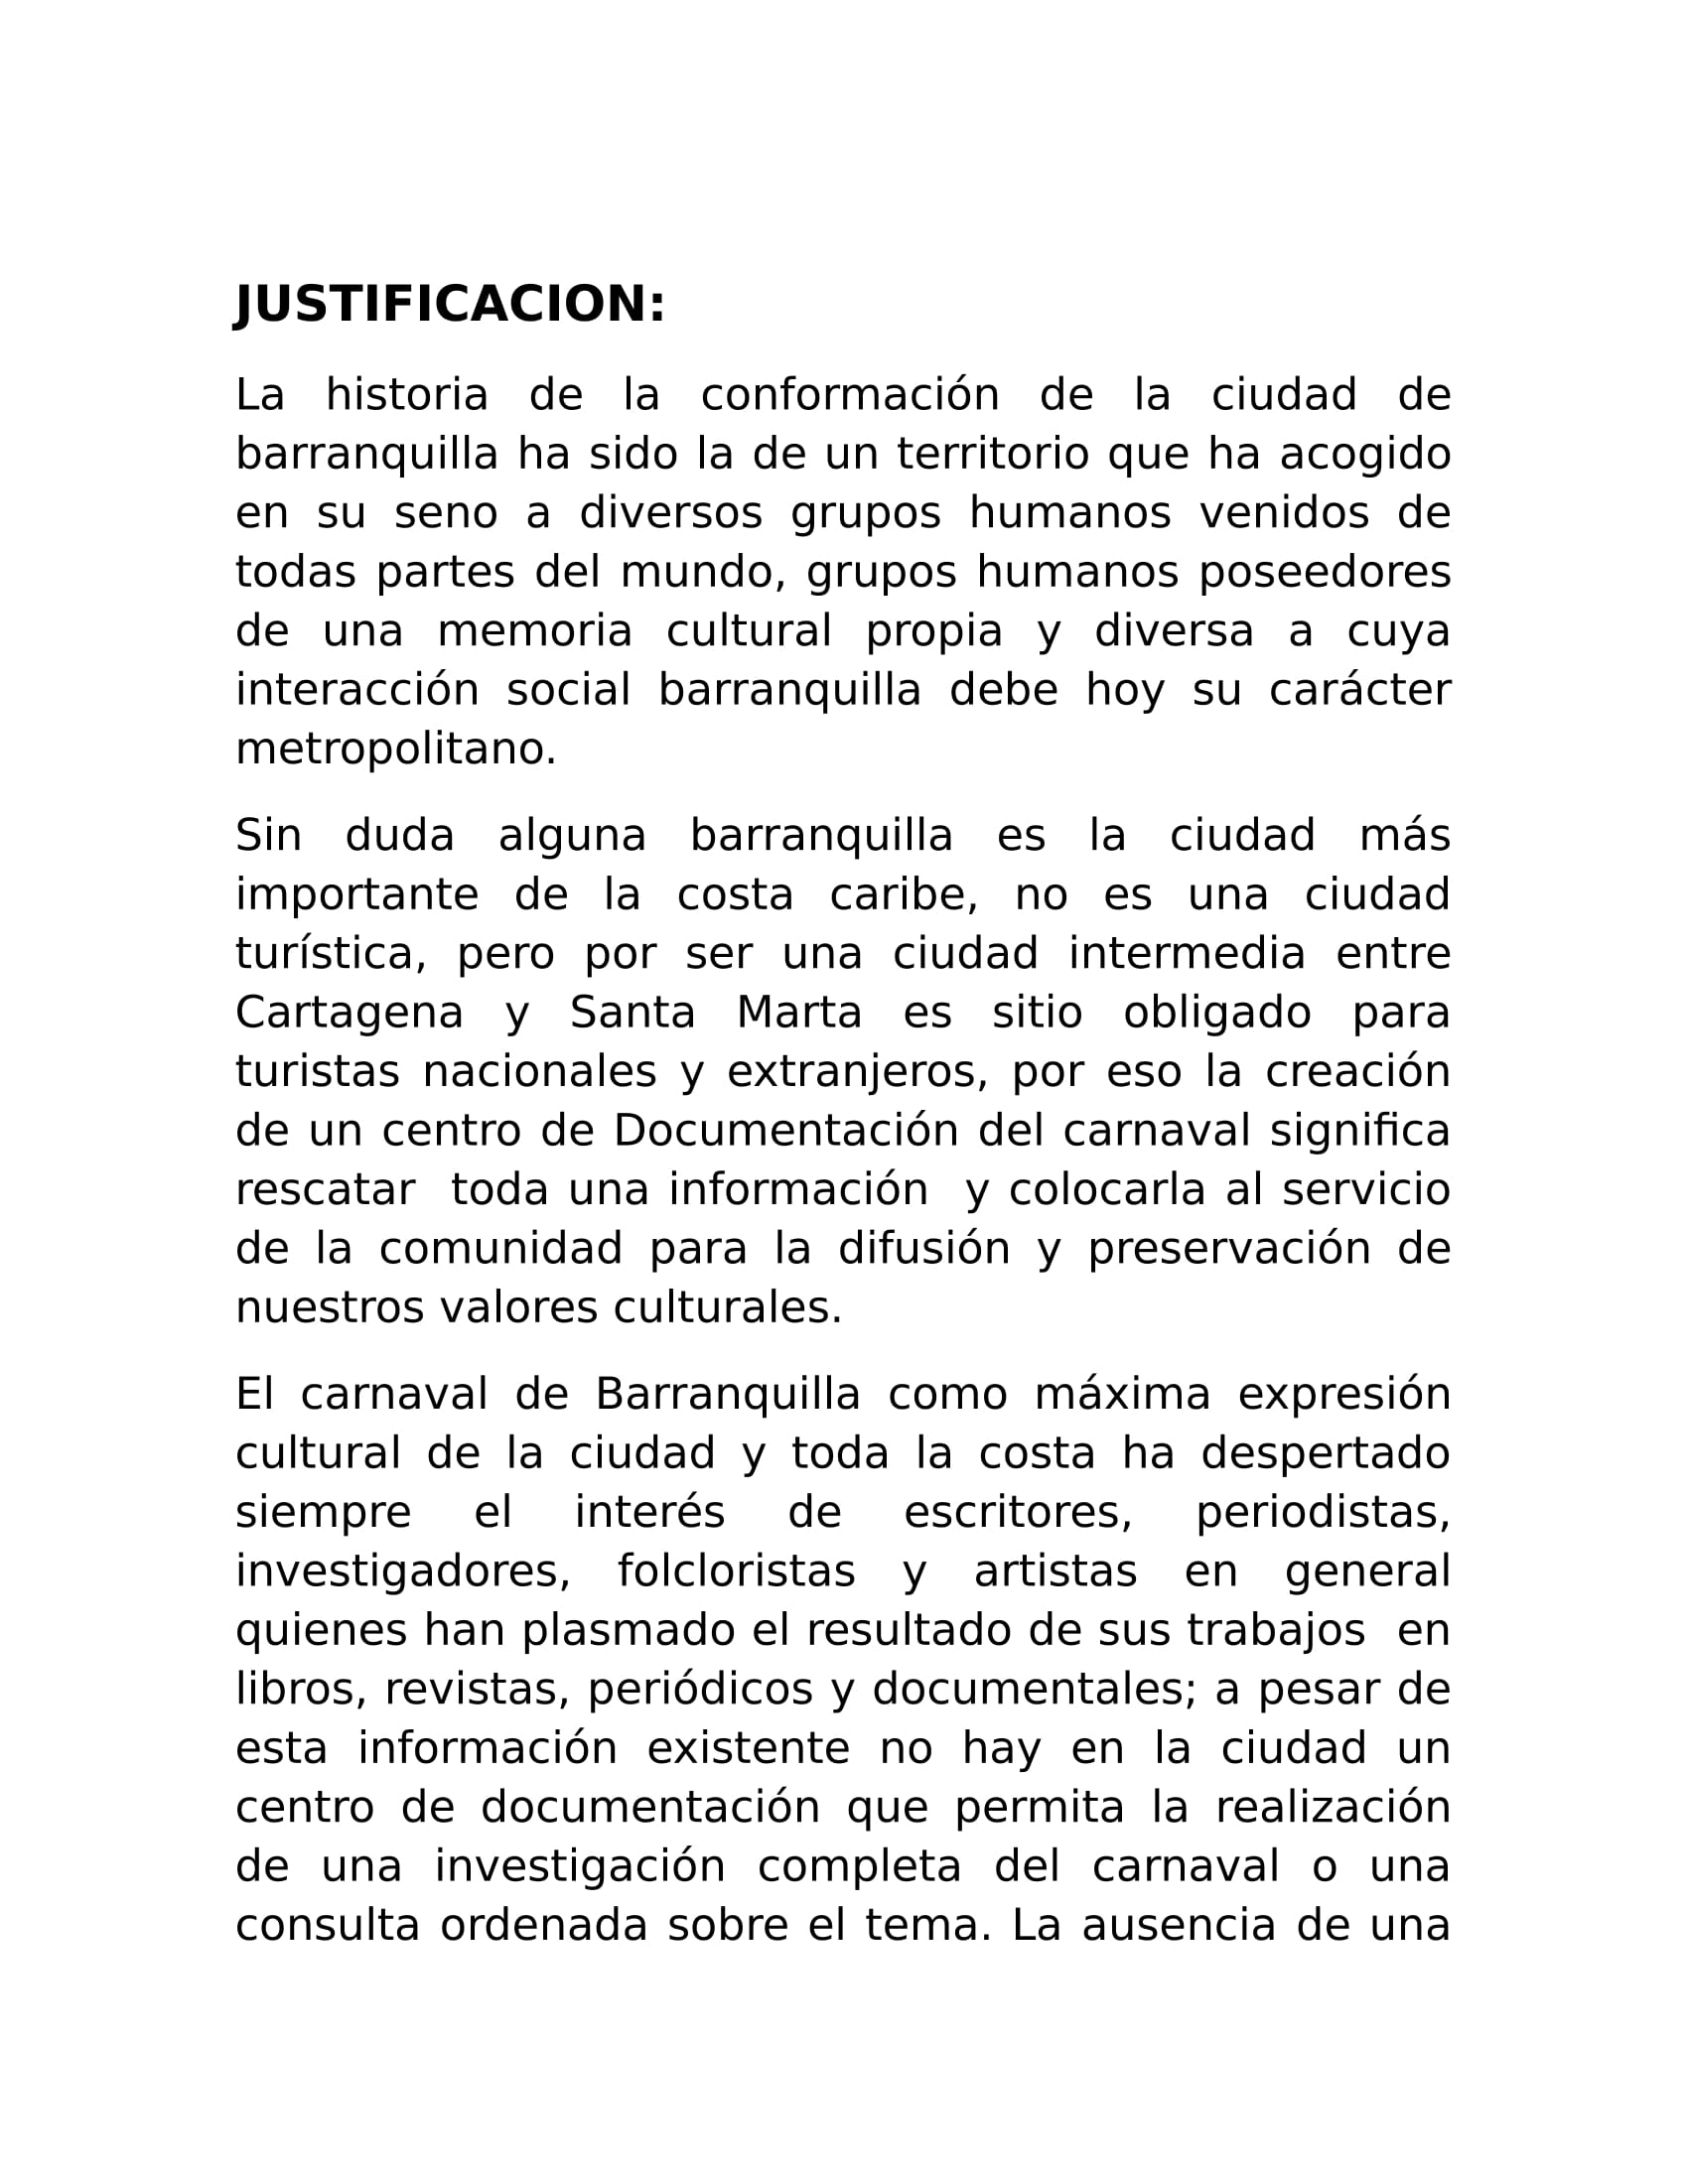 JUSTIFICACION:
La historia de la conformación de la ciudad de
barranquilla ha sido la de un territorio que ha acogido
en su seno a diversos grupos humanos venidos de
todas partes del mundo, grupos humanos poseedores
de una memoria cultural propia y diversa a cuya
interacción social barranquilla debe hoy su carácter
metropolitano.
Sin duda alguna barranquilla es la ciudad más
importante de la costa caribe, no es una ciudad
turística, pero por ser una ciudad intermedia entre
Cartagena y Santa Marta es sitio obligado para
turistas nacionales y extranjeros, por eso la creación
de un centro de Documentación del carnaval significa
rescatar  toda una información  y colocarla al servicio
de la comunidad para la difusión y preservación de
nuestros valores culturales.
El carnaval de Barranquilla como máxima expresión
cultural de la ciudad y toda la costa ha despertado
siempre el interés de escritores, periodistas,
investigadores, folcloristas y artistas en general
quienes han plasmado el resultado de sus trabajos  en
libros, revistas, periódicos y documentales; a pesar de
esta información existente no hay en la ciudad un
centro de documentación que permita la realización
de una investigación completa del carnaval o una
consulta ordenada sobre el tema. La ausencia de una